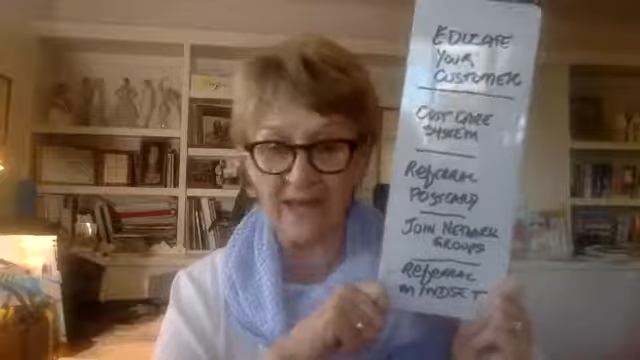 EDUCATE
YOUR
CUSTOMER
CUST CARE
SYSTEM
Referral
POSTCARD
JOIN NETWORK
GROUPS
Referral
MINDSET